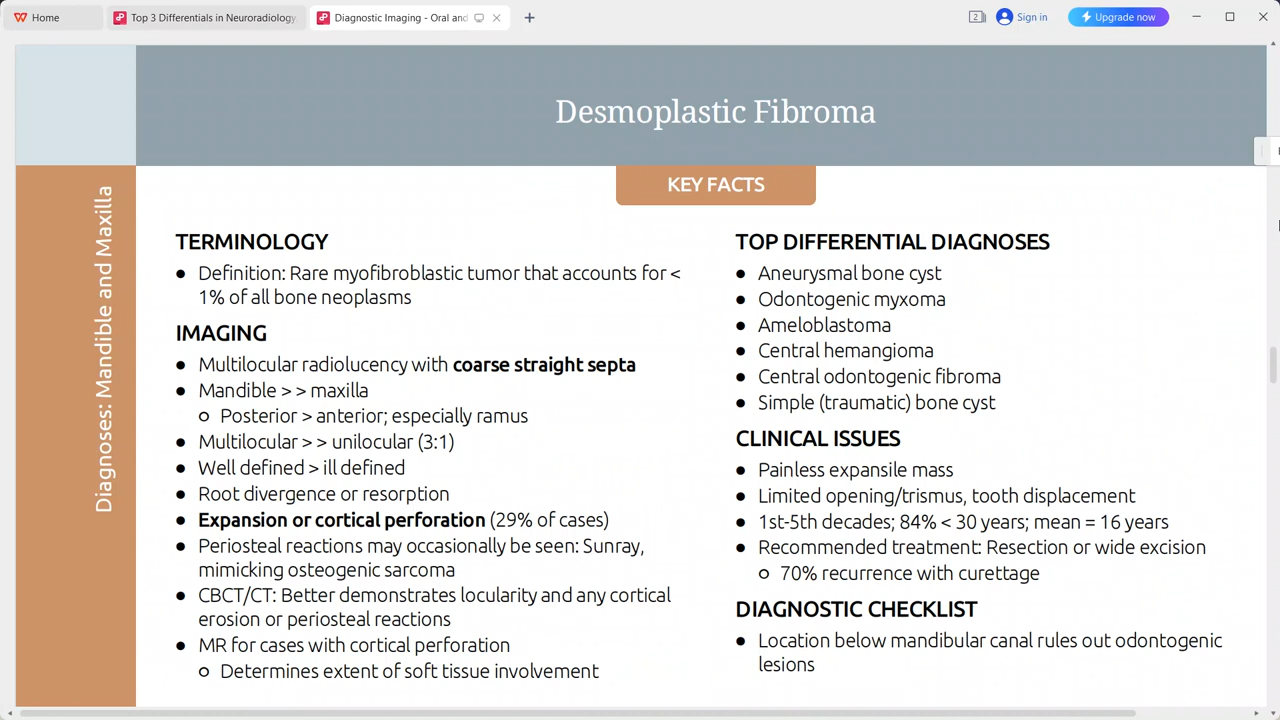 Home
Top 3 Differentials in Neuroradiology.
Diagnostic Imaging - Oral and
2
Sign in
Upgrade now
Desmoplastic Fibroma
KEY FACTS
Diagnoses: Mandible and Maxilla
TERMINOLOGY
● Definition: Rare myofibroblastic tumor that accounts for <
1% of all bone neoplasms
IMAGING
● Multilocular radiolucency with coarse straight septa
● Mandible > > maxilla
○ Posterior > anterior; especially ramus
● Multilocular > > unilocular (3:1)
● Well defined > ill defined
● Root divergence or resorption
● Expansion or cortical perforation (29% of cases)
● Periosteal reactions may occasionally be seen: Sunray,
mimicking osteogenic sarcoma
● CBCT/CT: Better demonstrates locularity and any cortical
erosion or periosteal reactions
● MR for cases with cortical perforation
○ Determines extent of soft tissue involvement
TOP DIFFERENTIAL DIAGNOSES
● Aneurysmal bone cyst
● Odontogenic myxoma
● Ameloblastoma
● Central hemangioma
● Central odontogenic fibroma
● Simple (traumatic) bone cyst
CLINICAL ISSUES
● Painless expansile mass
● Limited opening/trismus, tooth displacement
● 1st-5th decades; 84% < 30 years; mean = 16 years
● Recommended treatment: Resection or wide excision
○ 70% recurrence with curettage
DIAGNOSTIC CHECKLIST
● Location below mandibular canal rules out odontogenic
lesions